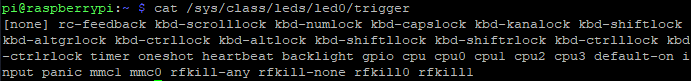 pi@raspberrypi:~ $ cat /sys/class/leds/led0/trigger
[none] rc-feedback kbd-scrolllock kbd-numlock kbd-capslock kbd-kanalock kbd-shiftlock
kbd-altgrlock kbd-ctrllock kbd-altlock kbd-shiftllock kbd-shiftrlock kbd-ctrlllock kbd
-ctrlrlock timer oneshot heartbeat backlight gpio cpu cpu0 cpu1 cpu2 cpu3 default-on i
nput panic mmc1 mmc0 rfkill-any rfkill-none rfkill0 rfkill1